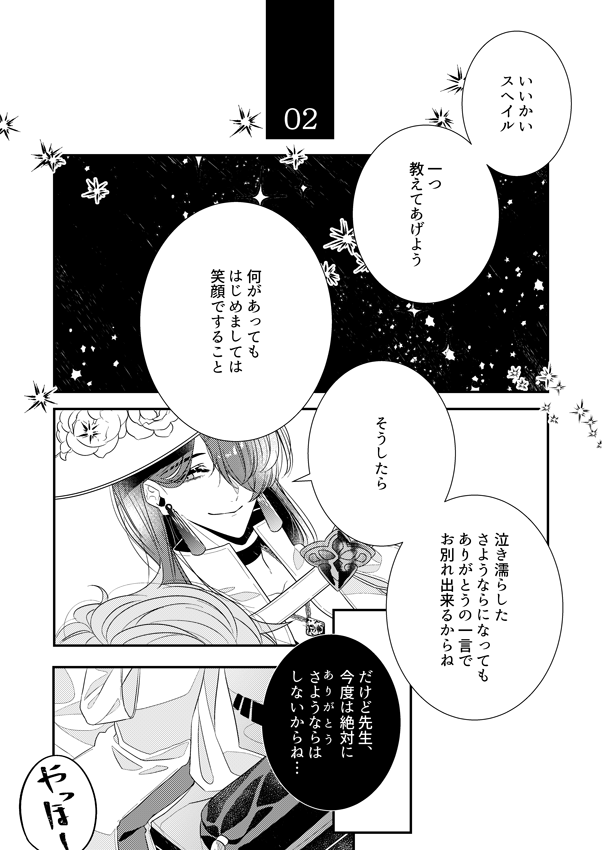 02
いいかい
スヘイル
一つ
教えてあげよう
何があっても
はじめましては
笑顔ですること
そうしたら
泣き濡らした
さようならになっても
ありがとうの一言で
お別れ出来るからね
だけど先生、
今度は絶対に
ありがとう
さようならは
しないからね…
やっほー